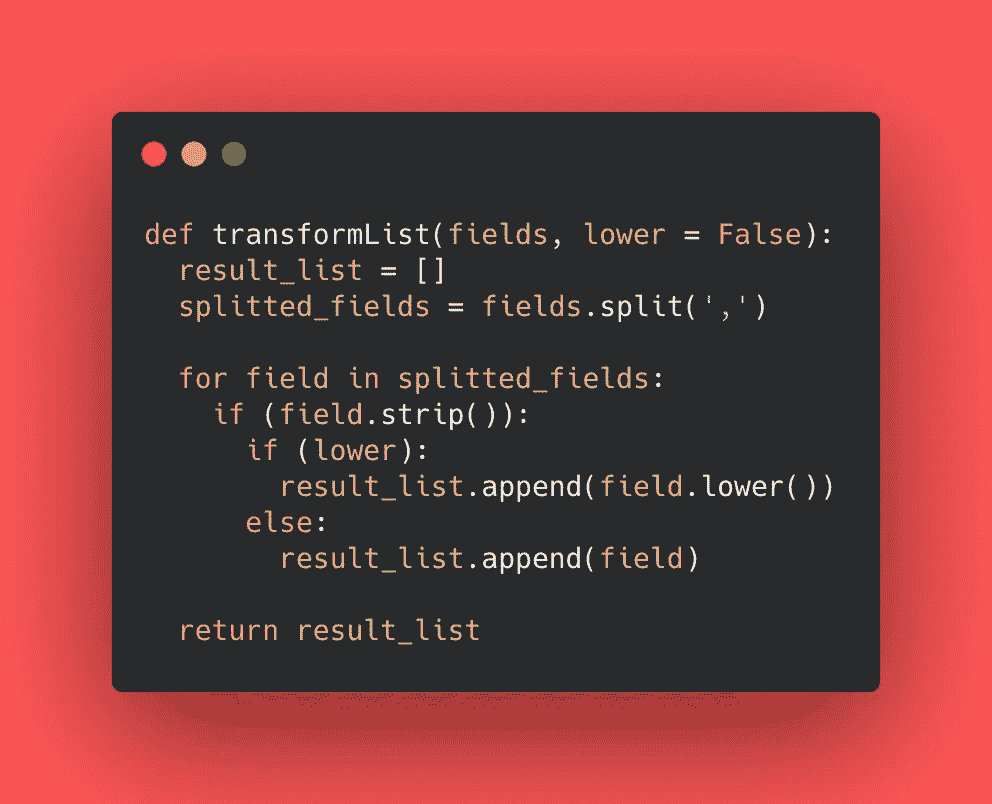 def transformList(fields, lower = False):
  result_list = []
  splitted_fields = fields.split(',')

  for field in splitted_fields:
    if (field.strip()):
      if (lower):
        result_list.append(field.lower())
      else:
        result_list.append(field)

  return result_list